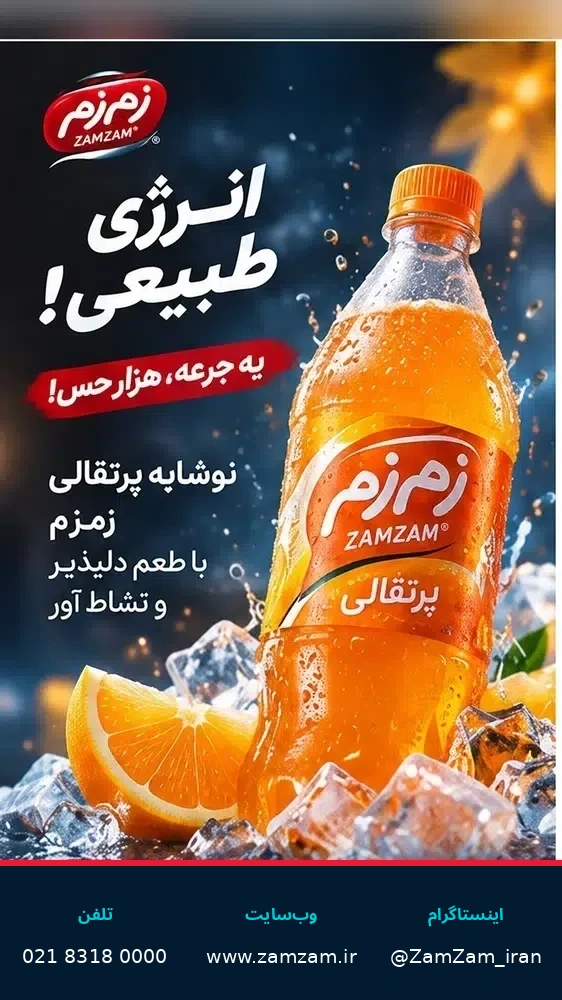 زمزم
ZAMZAM®
انرژی
طبیعی!
یه جرعه، هزار حس!
نوشابه پرتقالی
زمزم
با طعم دلپذیر
و تشاط آور
زمزم
ZAMZAM®
پرتقالی
اینستاگرام
@ZamZam_iran
وب‌سایت
www.zamzam.ir
تلفن
021 8318 0000